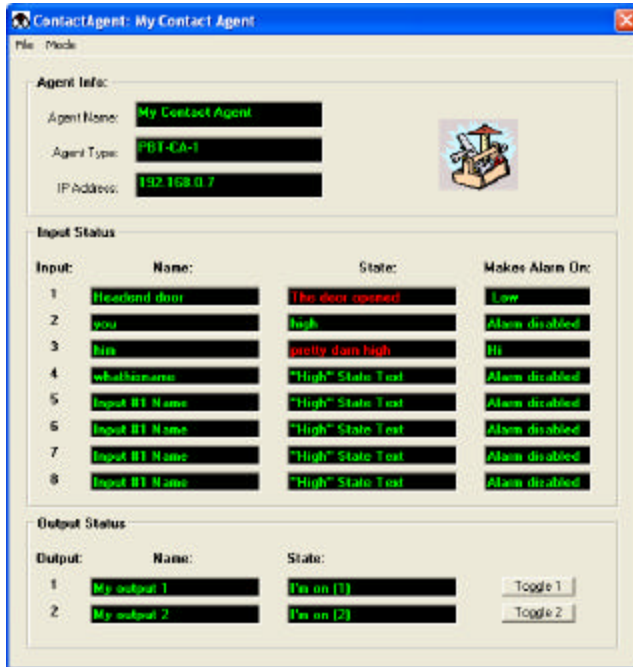 ContactAgent: My Contact Agent
File Mode
Agent Info:
Agent Name: My Contact Agent
Agent Type: PBT-CA-1
IP Address: 192.168.0.7
Input Status
Input: Name: State: Makes Alarm On:
1 Headend door The door opened Low
2 you high Alarm disabled
3 him pretty darn high Hi
4 whathisname "High" State Text Alarm disabled
5 Input #1 Name "High" State Text Alarm disabled
6 Input #1 Name "High" State Text Alarm disabled
7 Input #1 Name "High" State Text Alarm disabled
8 Input #1 Name "High" State Text Alarm disabled
Output Status
Output: Name: State:
1 My output 1 I'm on (1) Toggle 1
2 My output 2 I'm on (2) Toggle 2